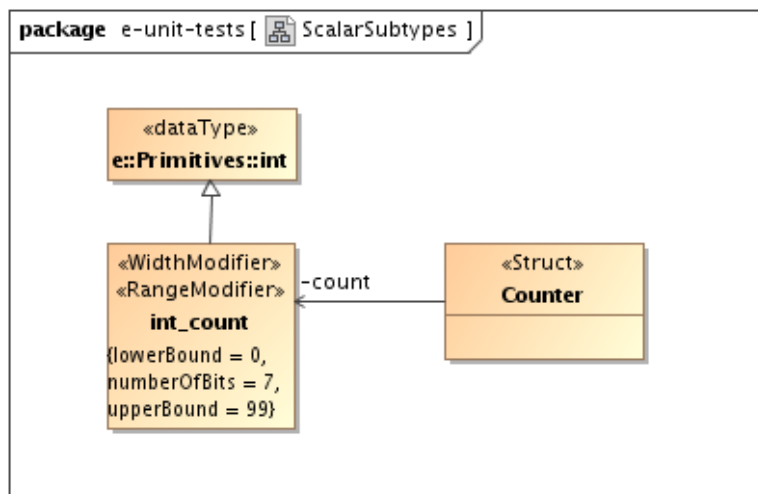 package e-unit-tests [ ScalarSubtypes ]
«dataType»
e::Primitives::int
«WidthModifier»
«RangeModifier»
int_count
{lowerBound = 0,
numberOfBits = 7,
upperBound = 99}
-count
«Struct»
Counter